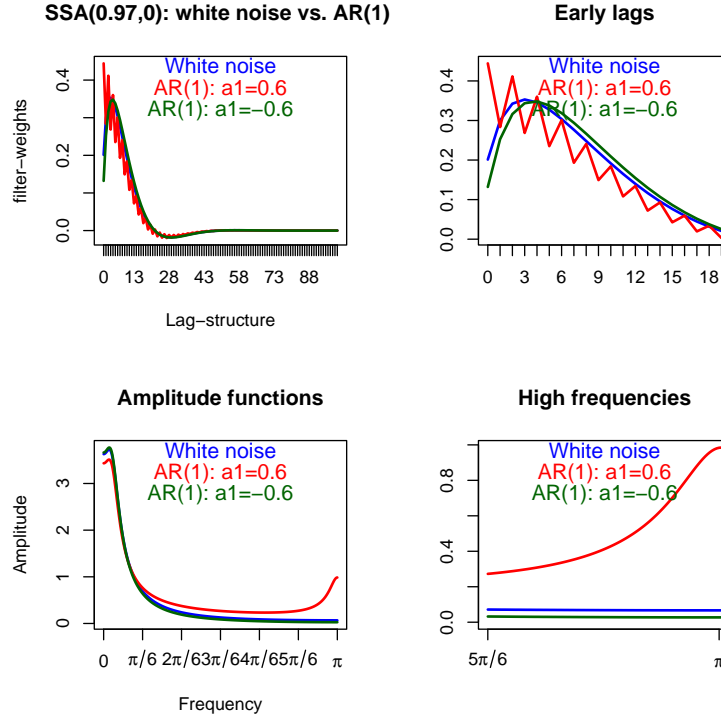 SSA(0.97,0): white noise vs. AR(1)
White noise
AR(1): a1=0.6
AR(1): a1=−0.6
filter−weights
0.0
0.2
0.4
0 13 28 43 58 73 88
Lag−structure
Early lags
White noise
AR(1): a1=0.6
AR(1): a1=−0.6
0.0
0.1
0.2
0.3
0.4
0 3 6 9 12 15 18
Amplitude functions
White noise
AR(1): a1=0.6
AR(1): a1=−0.6
Amplitude
0
1
2
3
0 π/6 2π/63π/64π/65π/6 π
Frequency
High frequencies
White noise
AR(1): a1=0.6
AR(1): a1=−0.6
0.0
0.4
0.8
5π/6 π